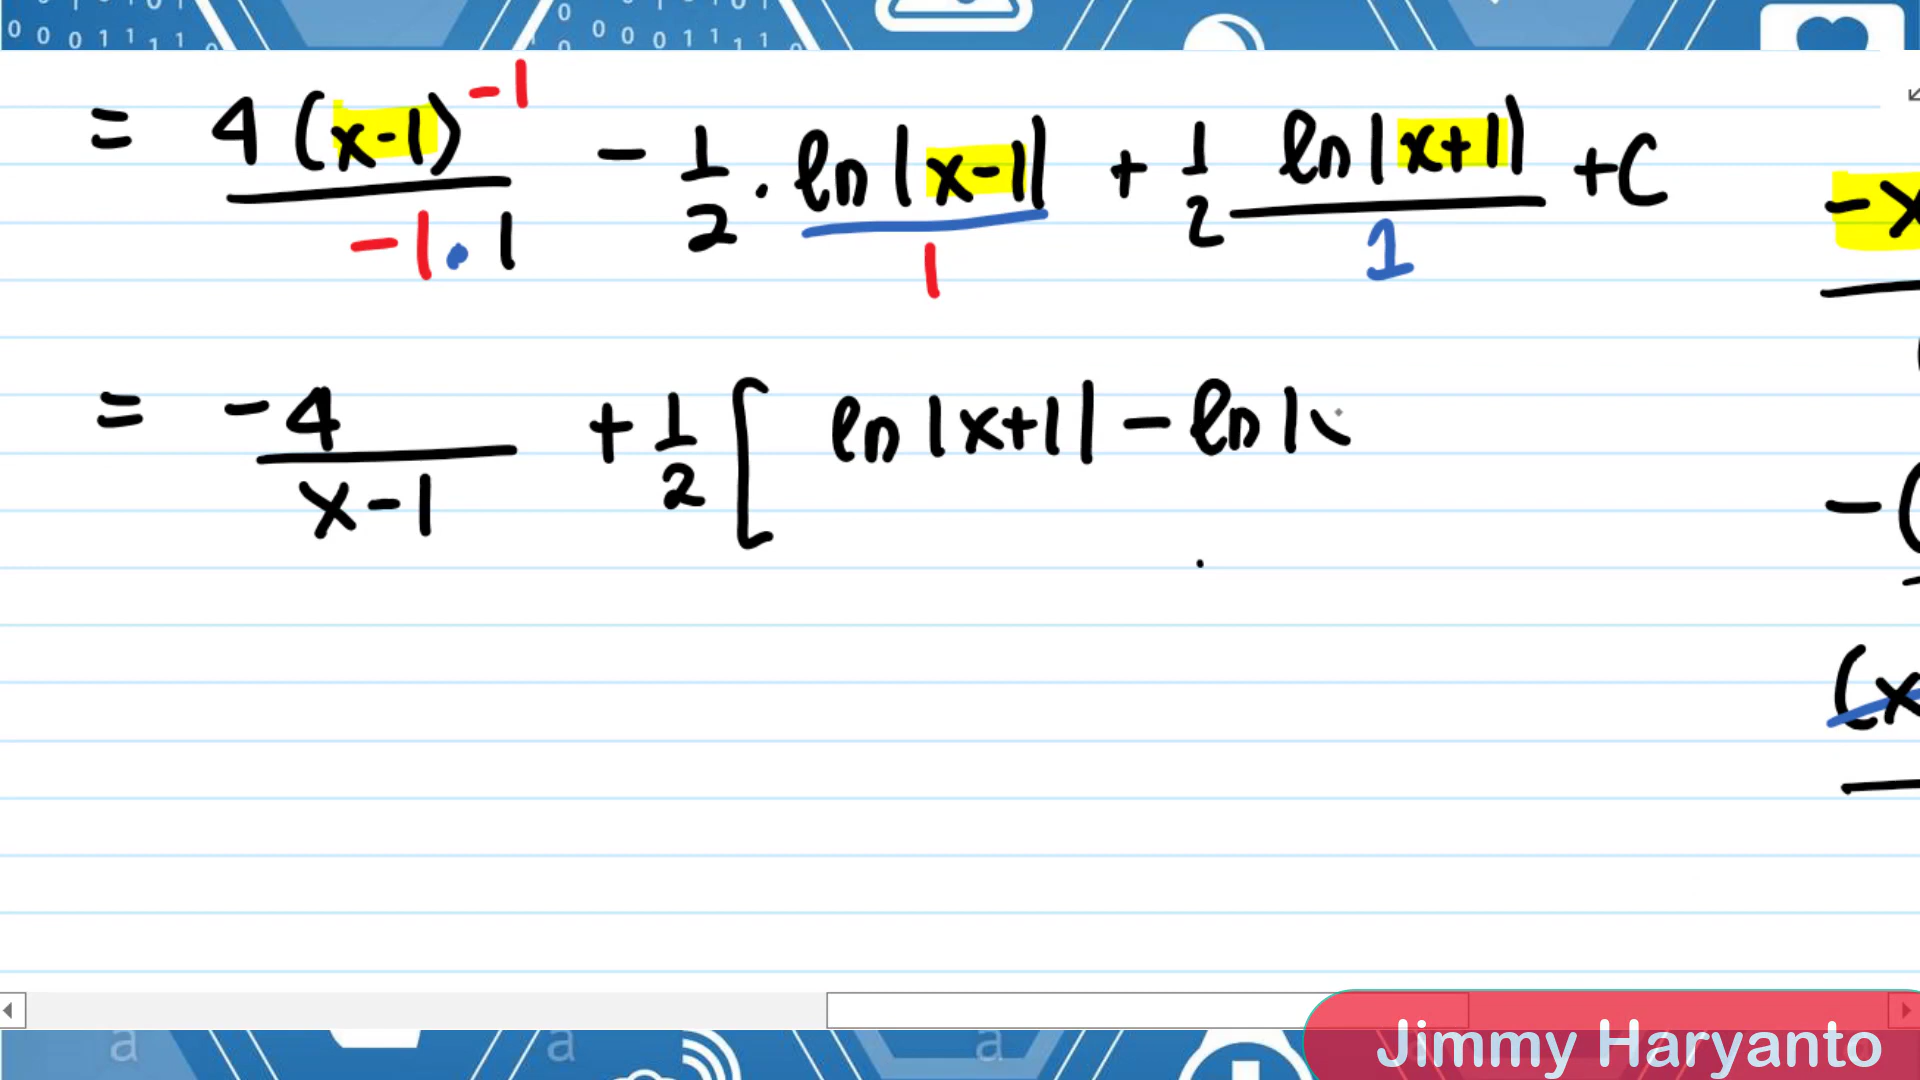 = 4(x-1)^-1 / -1·1 - 1/2 · ln|x-1| / 1 + 1/2 ln|x+1| / 1 + C
= -4 / x-1 + 1/2 [ ln|x+1| - ln|
Jimmy Haryanto